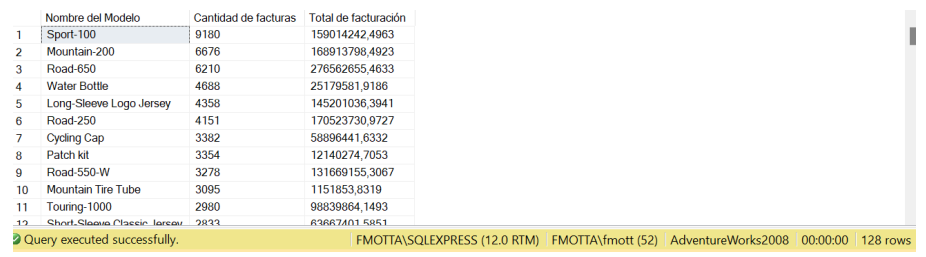 Nombre del Modelo Cantidad de facturas Total de facturación
1 Sport-100 9180 159014242,4963
2 Mountain-200 6676 168913798,4923
3 Road-650 6210 276562655,4633
4 Water Bottle 4688 25179581,9186
5 Long-Sleeve Logo Jersey 4358 145201036,3941
6 Road-250 4151 170523730,9727
7 Cycling Cap 3382 58896441,6332
8 Patch kit 3354 12140274,7053
9 Road-550-W 3278 131669155,3067
10 Mountain Tire Tube 3095 1151853,8319
11 Touring-1000 2980 98839864,1493
12 Short-Sleeve Classic Jersey 2833 63667401,5851
Query executed successfully. FMOTTA\SQLEXPRESS (12.0 RTM) FMOTTA\fmott (52) AdventureWorks2008 00:00:00 128 rows